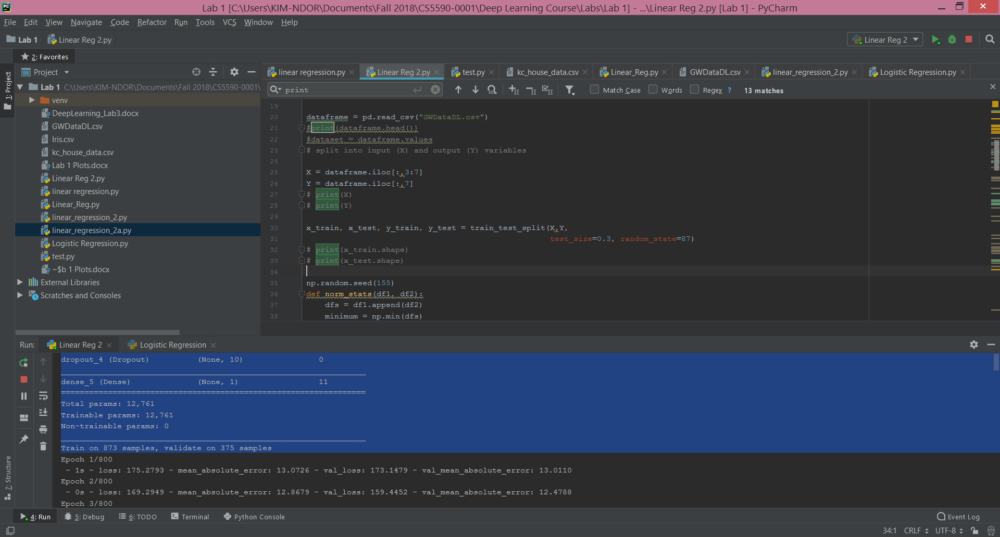 PC Lab 1 [C:\Users\KIM-NDOR\Documents\Fall 2018\CS5590-0001\Deep Learning Course\Labs\Lab 1] - ...\Linear Reg 2.py [Lab 1] - PyCharm
File Edit View Navigate Code Refactor Run Tools VCS Window Help
Lab 1 Linear Reg 2.py Linear Reg 2
2: Favorites
1: Project
Project
linear regression.py Linear Reg 2.py test.py kc_house_data.csv Linear_Reg.py GWDataDL.csv linear_regression_2.py Logistic Regression.py
print Match Case Words Regex ? 13 matches
Lab 1 C:\Users\KIM-NDOR\Documents\Fall 2018\CS5590-0001\
venv
DeepLearning_Lab3.docx
GWDataDL.csv
Iris.csv
kc_house_data.csv
Lab 1 Plots.docx
Linear Reg 2.py
linear regression.py
Linear_Reg.py
linear_regression_2.py
linear_regression_2a.py
Logistic Regression.py
test.py
~$b 1 Plots.docx
External Libraries
Scratches and Consoles
19
20 dataframe = pd.read_csv("GWDataDL.csv")
21 #print(dataframe.head())
22 #dataset = dataframe.values
23 # split into input (X) and output (Y) variables
24
25 X = dataframe.iloc[:,3:7]
26 Y = dataframe.iloc[:,7]
27 # print(X)
28 # print(Y)
29
30 x_train, x_test, y_train, y_test = train_test_split(X,Y,
31 test_size=0.3, random_state=87)
32 # print(x_train.shape)
33 # print(x_test.shape)
34
35 np.random.seed(155)
36 def norm_stats(df1, df2):
37 dfs = df1.append(df2)
38 minimum = np.min(dfs)
Run: Linear Reg 2 Logistic Regression
dropout_4 (Dropout) (None, 10) 0
_________________________________________________________________
dense_5 (Dense) (None, 1) 11
=================================================================
Total params: 12,761
Trainable params: 12,761
Non-trainable params: 0
_________________________________________________________________
Train on 873 samples, validate on 375 samples
Epoch 1/800
- 1s - loss: 175.2793 - mean_absolute_error: 13.0726 - val_loss: 173.1479 - val_mean_absolute_error: 13.0110
Epoch 2/800
- 0s - loss: 169.2949 - mean_absolute_error: 12.8679 - val_loss: 159.4452 - val_mean_absolute_error: 12.4788
Epoch 3/800
7: Structure
4: Run 5: Debug 6: TODO Terminal Python Console Event Log
34:1 CRLF UTF-8